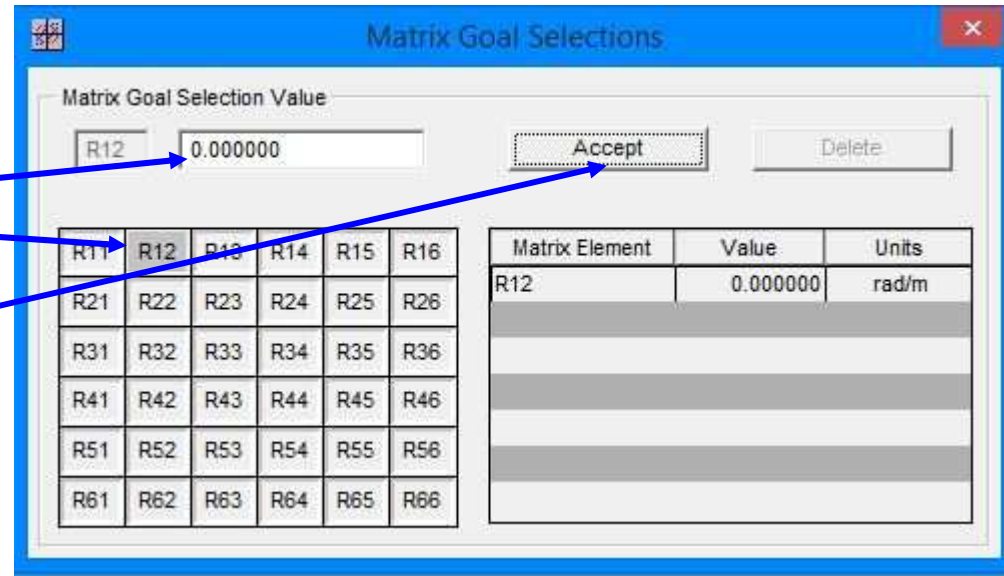 Matrix Goal Selections
Matrix Goal Selection Value
R12 0.000000 Accept Delete
R11 R12 R13 R14 R15 R16
R21 R22 R23 R24 R25 R26
R31 R32 R33 R34 R35 R36
R41 R42 R43 R44 R45 R46
R51 R52 R53 R54 R55 R56
R61 R62 R63 R64 R65 R66
Matrix Element Value Units
R12 0.000000 rad/m